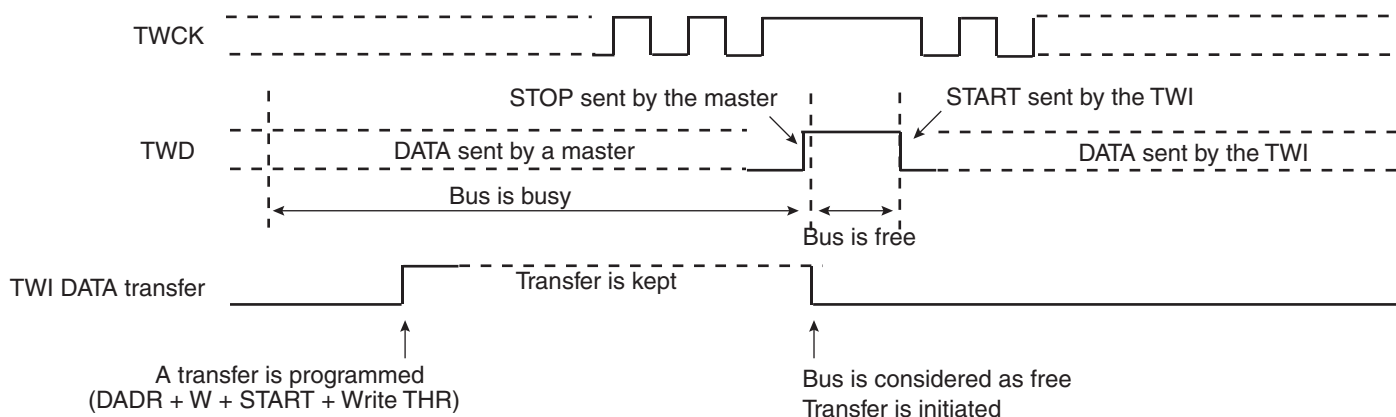 TWCK
STOP sent by the master
START sent by the TWI
TWD
DATA sent by a master
DATA sent by the TWI
Bus is busy
Bus is free
TWI DATA transfer
Transfer is kept
A transfer is programmed
(DADR + W + START + Write THR)
Bus is considered as free
Transfer is initiated